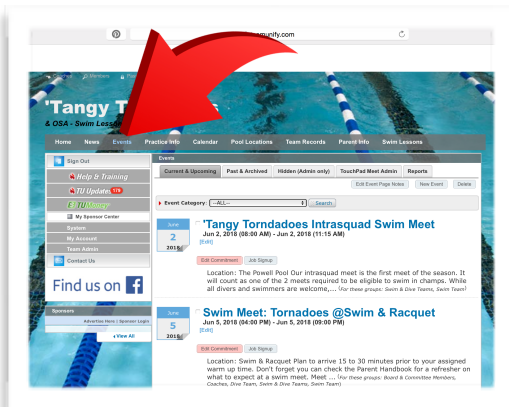 munify.com
Members
'Tangy T
& OSA - Swim Les
Home News Events Practice Info Calendar Pool Locations Team Records Parent Info Swim Lessons
Sign Out
Help & Training
TU Updates 179
TUMoney
My Sponsor Center
System
My Account
Team Admin
Contact Us
Find us on f
Sponsors
Advertise Here | Sponsor Login
View All
Events
Current & Upcoming Past & Archived Hidden (Admin only) TouchPad Meet Admin Reports
Edit Event Page Notes New Event Delete
Event Category: --ALL-- Search
June
2
2018
'Tangy Torndadoes Intrasquad Swim Meet
Jun 2, 2018 (08:00 AM) - Jun 2, 2018 (11:15 AM)
[Edit]
Edit Commitment Job Signup
Location: The Powell Pool Our intrasquad meet is the first meet of the season. It
will count as one of the 2 meets required to be eligible to swim in champs. While
all divers and swimmers are welcome,... (For these groups: Swim & Dive Teams, Swim Team)
June
5
2018
Swim Meet: Tornadoes @Swim & Racquet
Jun 5, 2018 (04:00 PM) - Jun 5, 2018 (09:00 PM)
[Edit]
Edit Commitment Job Signup
Location: Swim & Racquet Plan to arrive 15 to 30 minutes prior to your assigned
warm up time. Don't forget you can check the Parent Handbook for a refresher on
what to expect at a swim meet. Meet ... (For these groups: Board & Committee Members,
Coaches, Dive Team, Swim & Dive Teams, Swim Team)